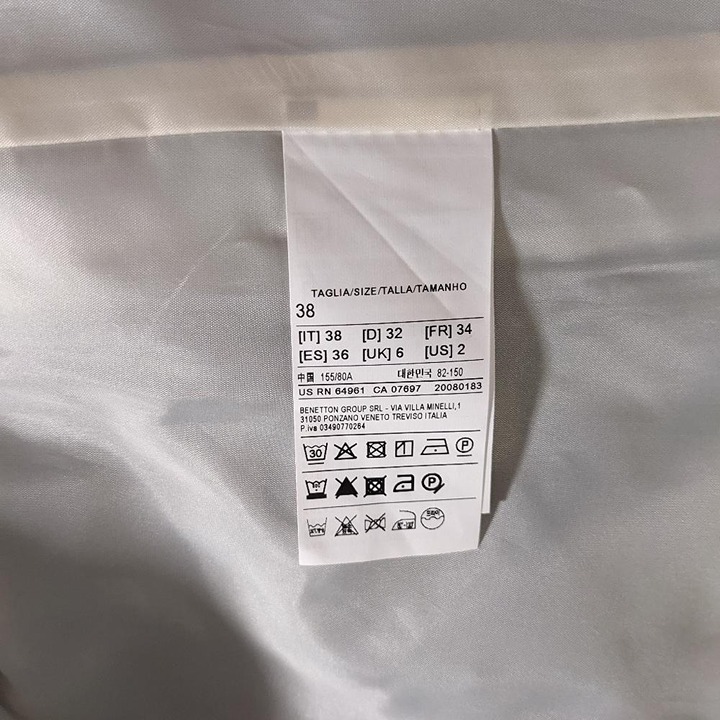 TAGLIA/SIZE/TALLA/TAMANHO
38
[IT] 38 [D] 32 [FR] 34
[ES] 36 [UK] 6 [US] 2
中国 155/80A 대한민국 82-150
US RN 64961 CA 07697 20080183
BENETTON GROUP SRL - VIA VILLA MINELLI,1
31050 PONZANO VENETO TREVISO ITALIA
P.iva 03490770264
30 P
P